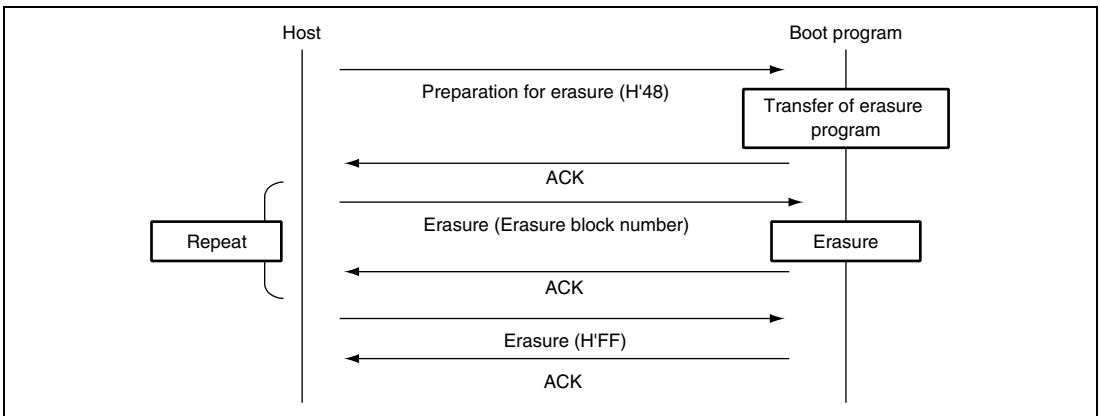 Host
Boot program
Preparation for erasure (H'48)
Transfer of erasure
program
ACK
Erasure (Erasure block number)
Repeat
Erasure
ACK
Erasure (H'FF)
ACK